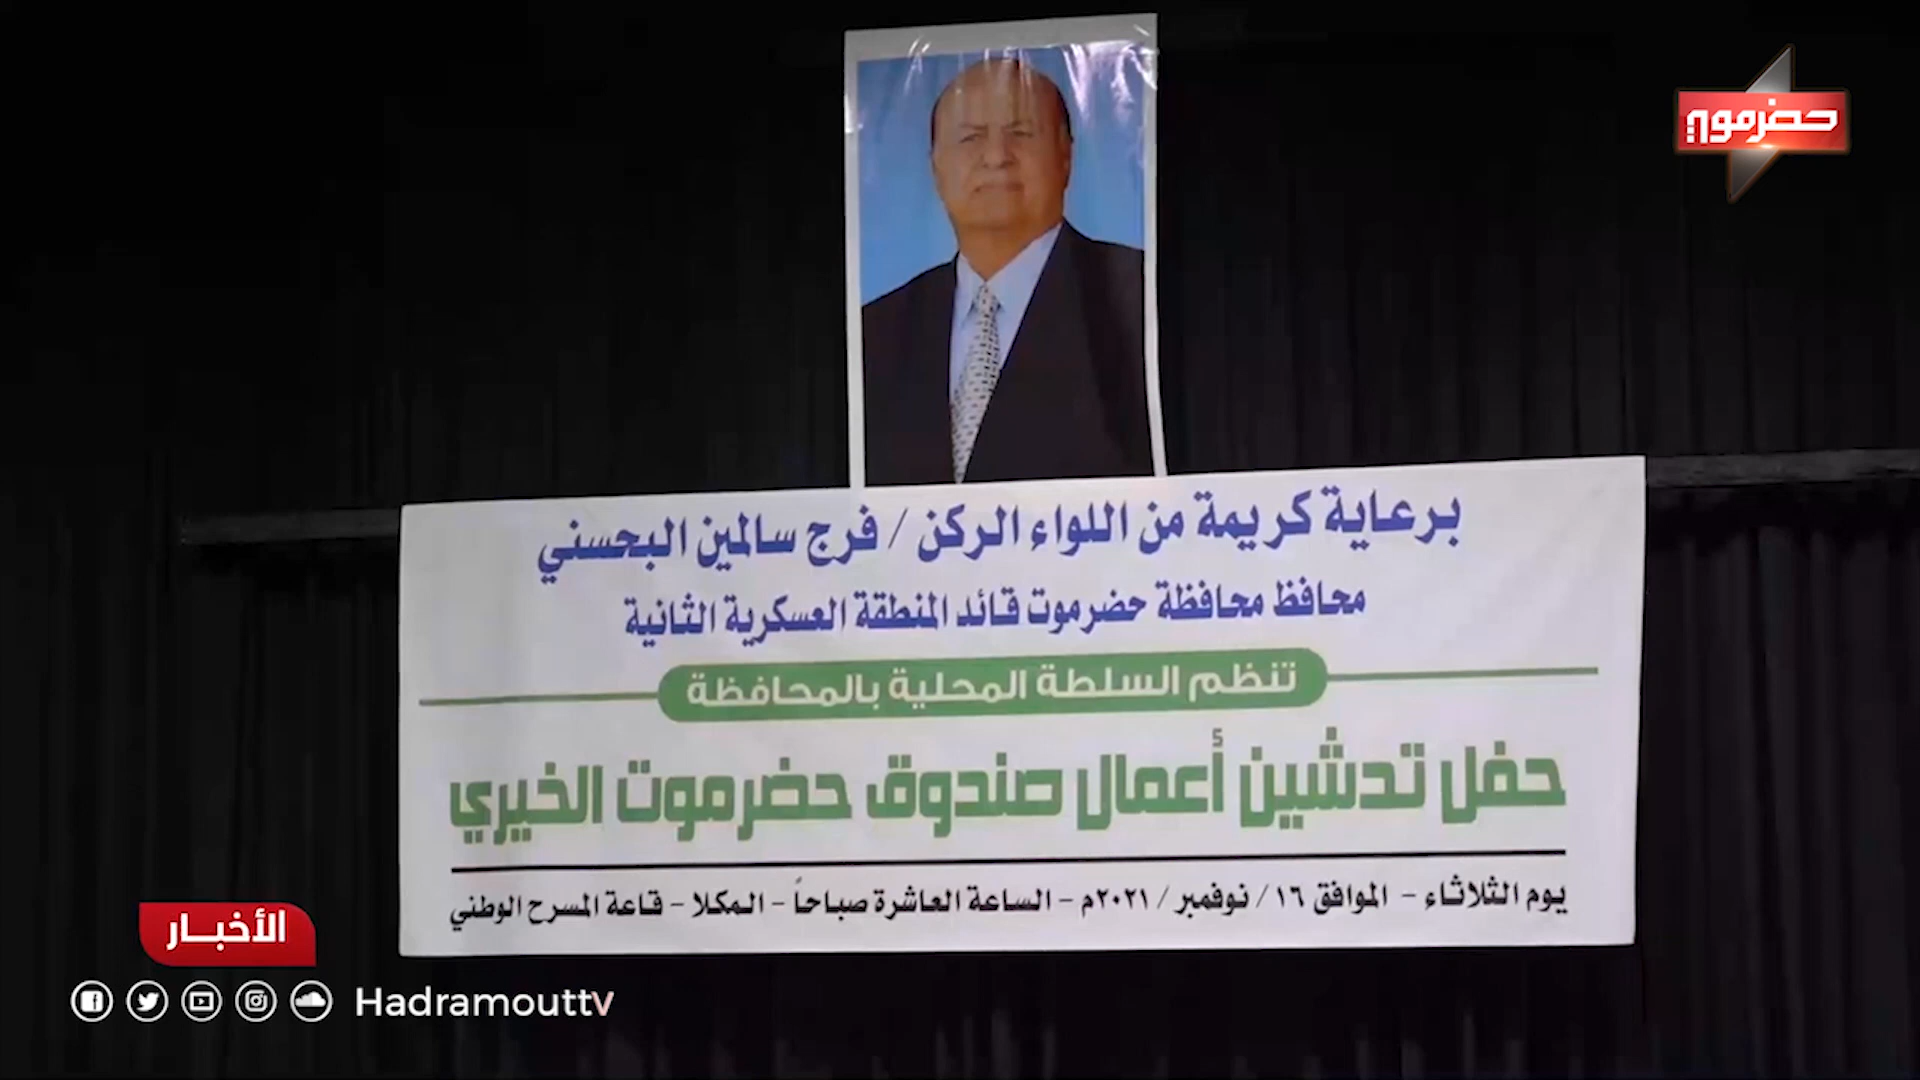 حضرموت
برعاية كريمة من اللواء الركن / فرج سالمين البحسني
محافظ محافظة حضرموت قائد المنطقة العسكرية الثانية
تنظم السلطة المحلية بالمحافظة
حفل تدشين أعمال صندوق حضرموت الخيري
يوم الثلاثاء - الموافق ١٦ / نوفمبر / ٢٠٢١م - الساعة العاشرة صباحاً - المكلا - قاعة المسرح الوطني
الأخبار
Hadramouttv